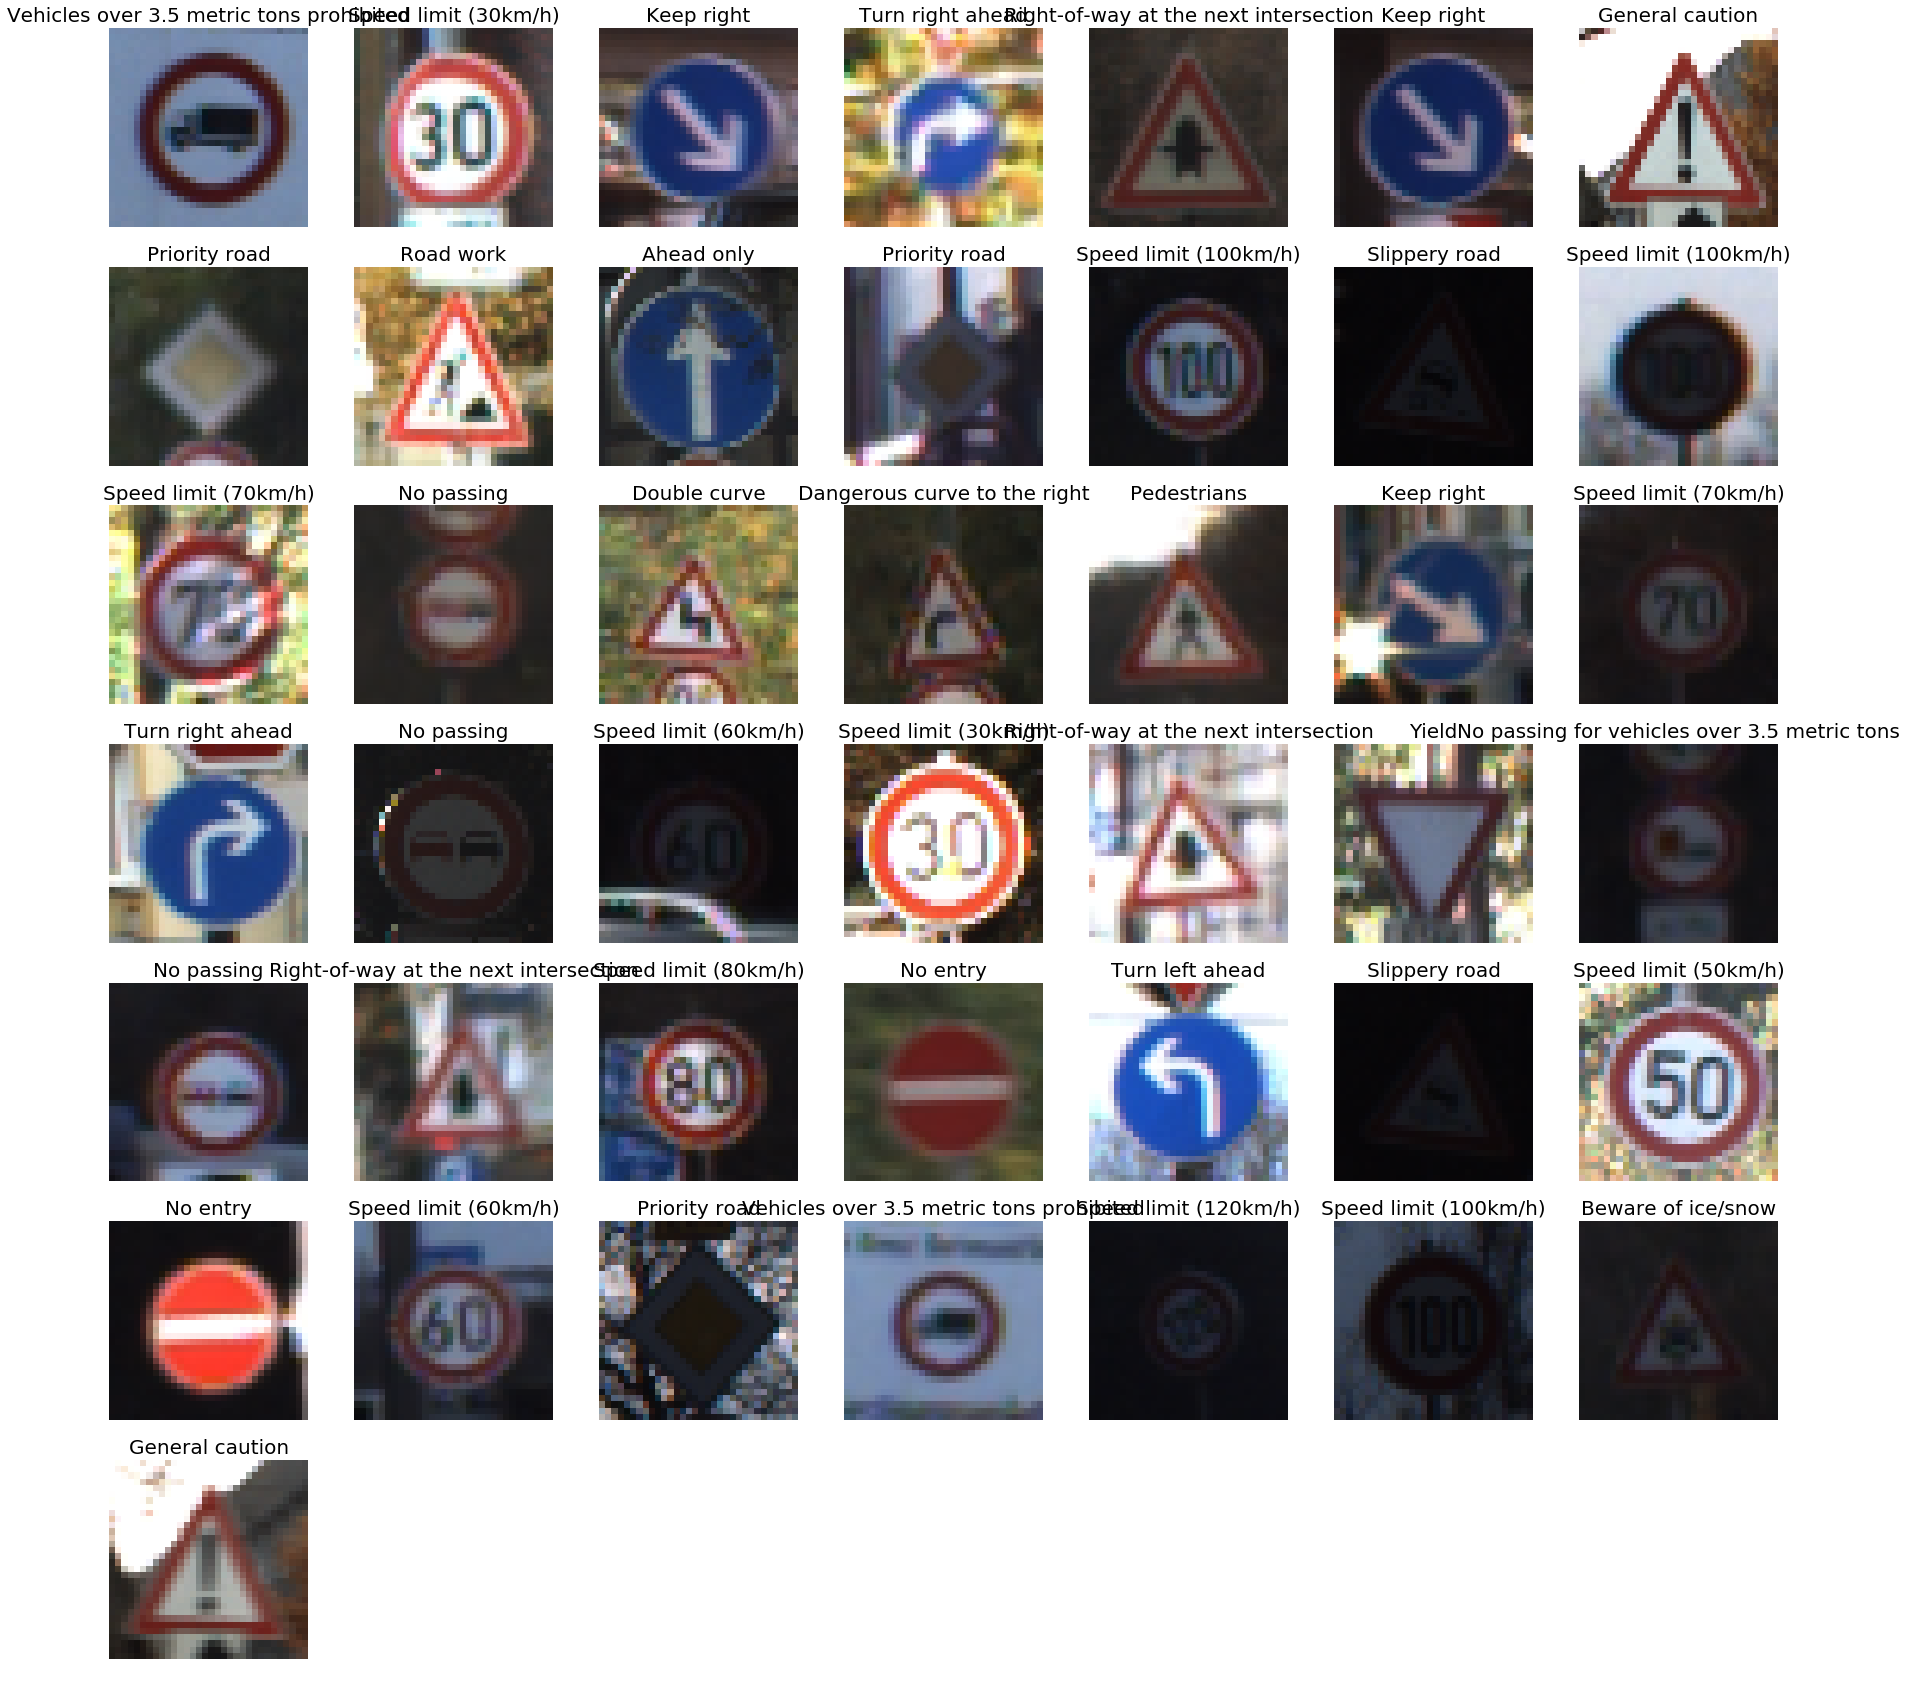 Vehicles over 3.5 metric tons prohibited Speed limit (30km/h) Keep right Turn right ahead Right-of-way at the next intersection Keep right General caution
30
Priority road Road work Ahead only Priority road Speed limit (100km/h) Slippery road Speed limit (100km/h)
100 100
Speed limit (70km/h) No passing Double curve Dangerous curve to the right Pedestrians Keep right Speed limit (70km/h)
70
Turn right ahead No passing Speed limit (60km/h) Speed limit (30km/h) Right-of-way at the next intersection Yield No passing for vehicles over 3.5 metric tons
60 30
No passing Right-of-way at the next intersection Speed limit (80km/h) No entry Turn left ahead Slippery road Speed limit (50km/h)
80 50
No entry Speed limit (60km/h) Priority road Vehicles over 3.5 metric tons prohibited Speed limit (120km/h) Speed limit (100km/h) Beware of ice/snow
60 100
General caution